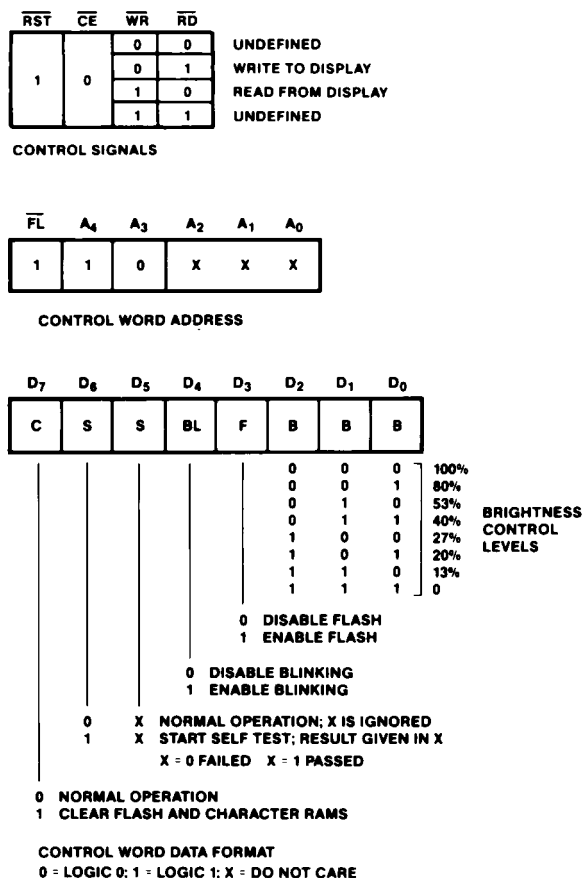 RST CE WR RD
0 0 UNDEFINED
0 1 WRITE TO DISPLAY
1 0
1 0 READ FROM DISPLAY
1 1 UNDEFINED
CONTROL SIGNALS
FL A4 A3 A2 A1 A0
1 1 0 X X X
CONTROL WORD ADDRESS
D7 D6 D5 D4 D3 D2 D1 D0
C S S BL F B B B
0 0 0 100%
0 0 1 80%
0 1 0 53%
0 1 1 40%
1 0 0 27%
1 0 1 20%
1 1 0 13%
1 1 1 0
BRIGHTNESS
CONTROL
LEVELS
0 DISABLE FLASH
1 ENABLE FLASH
0 DISABLE BLINKING
1 ENABLE BLINKING
0 X NORMAL OPERATION; X IS IGNORED
1 X START SELF TEST; RESULT GIVEN IN X
X = 0 FAILED X = 1 PASSED
0 NORMAL OPERATION
1 CLEAR FLASH AND CHARACTER RAMS
CONTROL WORD DATA FORMAT
0 = LOGIC 0; 1 = LOGIC 1; X = DO NOT CARE